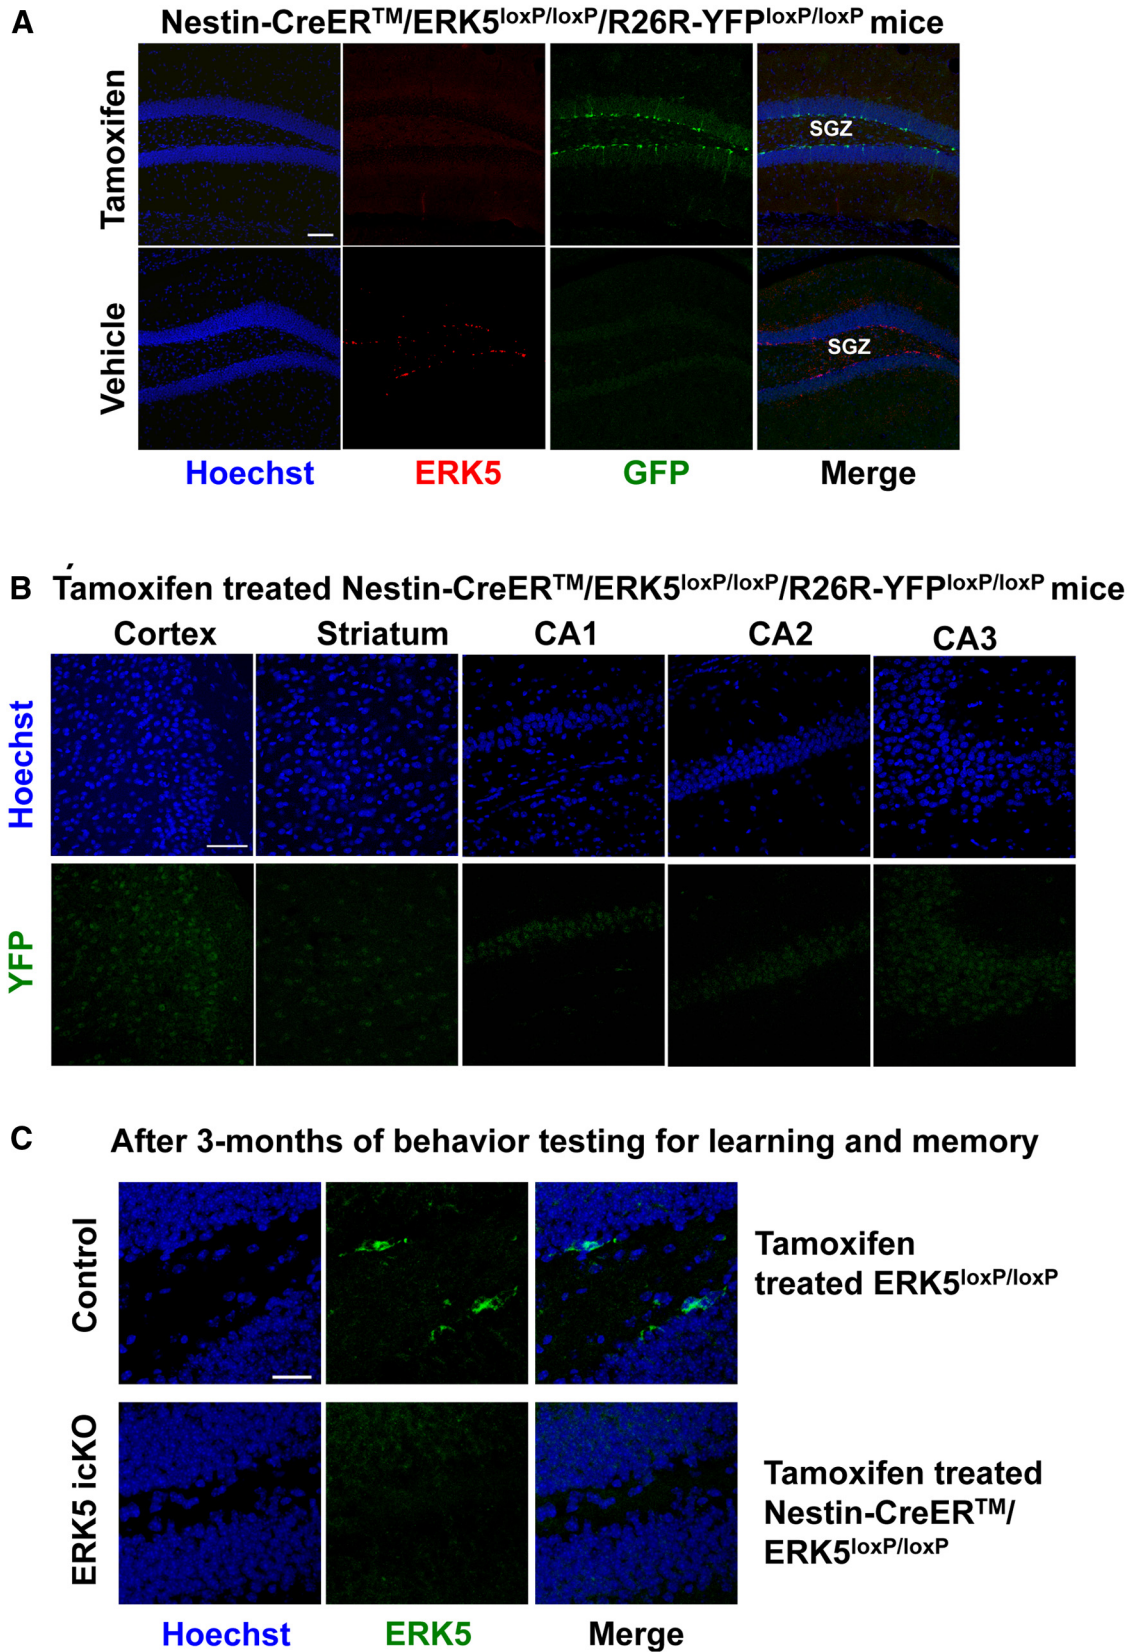 A
Nestin-CreERTM/ERK5loxP/loxP/R26R-YFPloxP/loxP mice
Tamoxifen
SGZ
Vehicle
SGZ
Hoechst ERK5 GFP Merge
B
Tamoxifen treated Nestin-CreERTM/ERK5loxP/loxP/R26R-YFPloxP/loxP mice
Cortex Striatum CA1 CA2 CA3
Hoechst
YFP
C
After 3-months of behavior testing for learning and memory
Control
Tamoxifen
treated ERK5loxP/loxP
ERK5 icKO
Tamoxifen treated
Nestin-CreERTM/
ERK5loxP/loxP
Hoechst ERK5 Merge